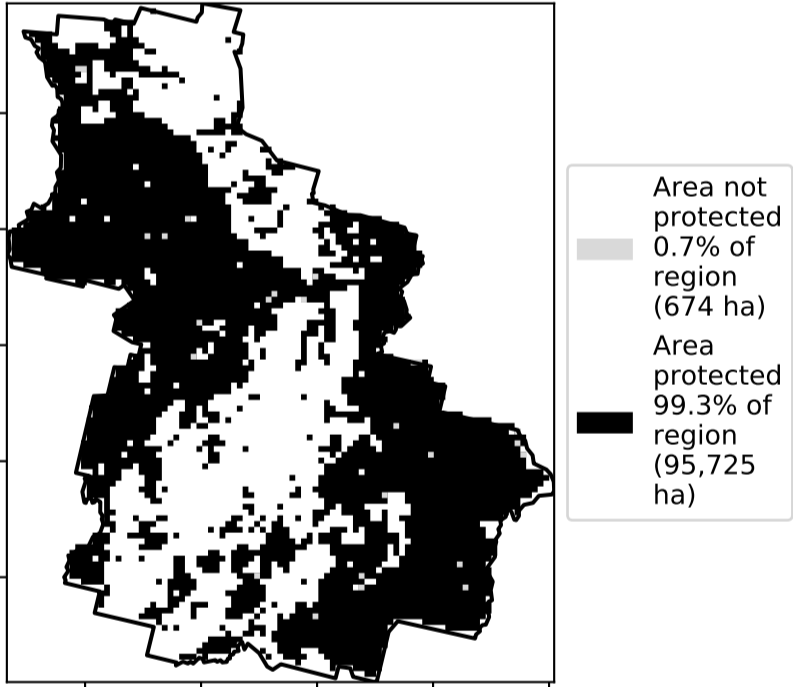 Area not
protected
0.7% of
region
(674 ha)
Area
protected
99.3% of
region
(95,725
ha)